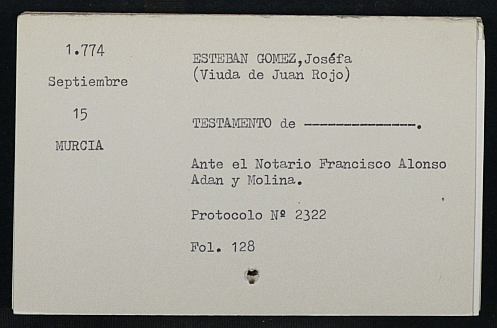 1.774
Septiembre
15
MURCIA
ESTEBAN GOMEZ,Joséfa
(Viuda de Juan Rojo)
TESTAMENTO de --------------.
Ante el Notario Francisco Alonso
Adan y Molina.
Protocolo Nº 2322
Fol. 128